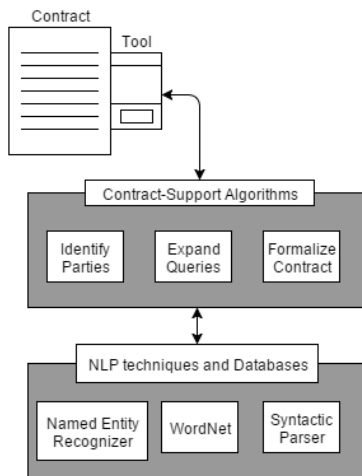 Contract
Tool
Contract-Support Algorithms
Identify
Parties
Expand
Queries
Formalize
Contract
NLP techniques and Databases
Named Entity
Recognizer
WordNet
Syntactic
Parser